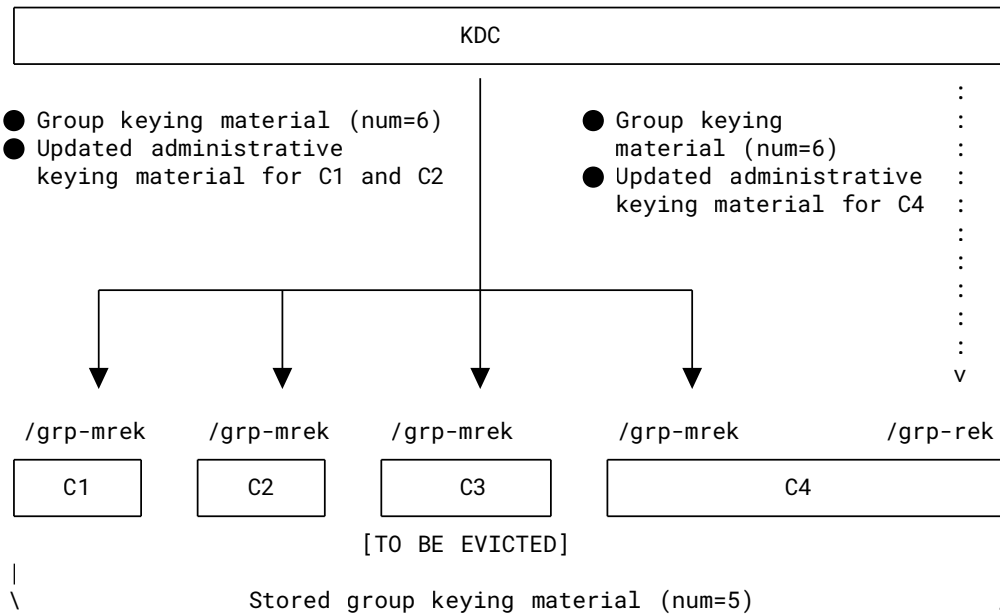 KDC
● Group keying material (num=6)
● Updated administrative
keying material for C1 and C2
● Group keying
material (num=6)
● Updated administrative
keying material for C4
:
:
:
:
:
:
:
:
:
:
v
/grp-mrek /grp-mrek /grp-mrek /grp-mrek /grp-rek
C1 C2 C3 C4
[TO BE EVICTED]
|
\ Stored group keying material (num=5)